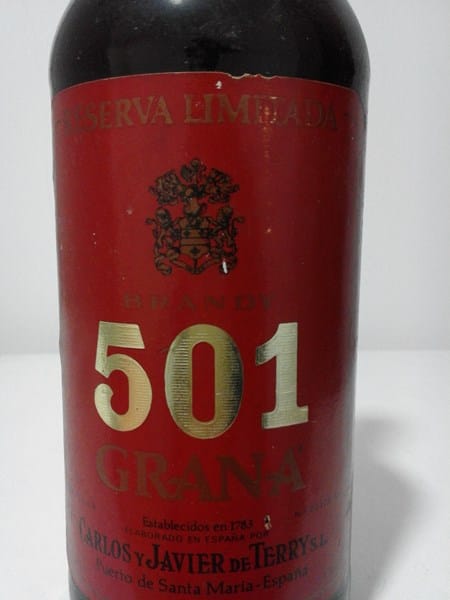 RESERVA LIMITADA
BRANDY
501
GRANA
Establecidos en 1783
ELABORADO EN ESPAÑA POR
CARLOS Y JAVIER DE TERRY S.L.
Puerto de Santa María-España